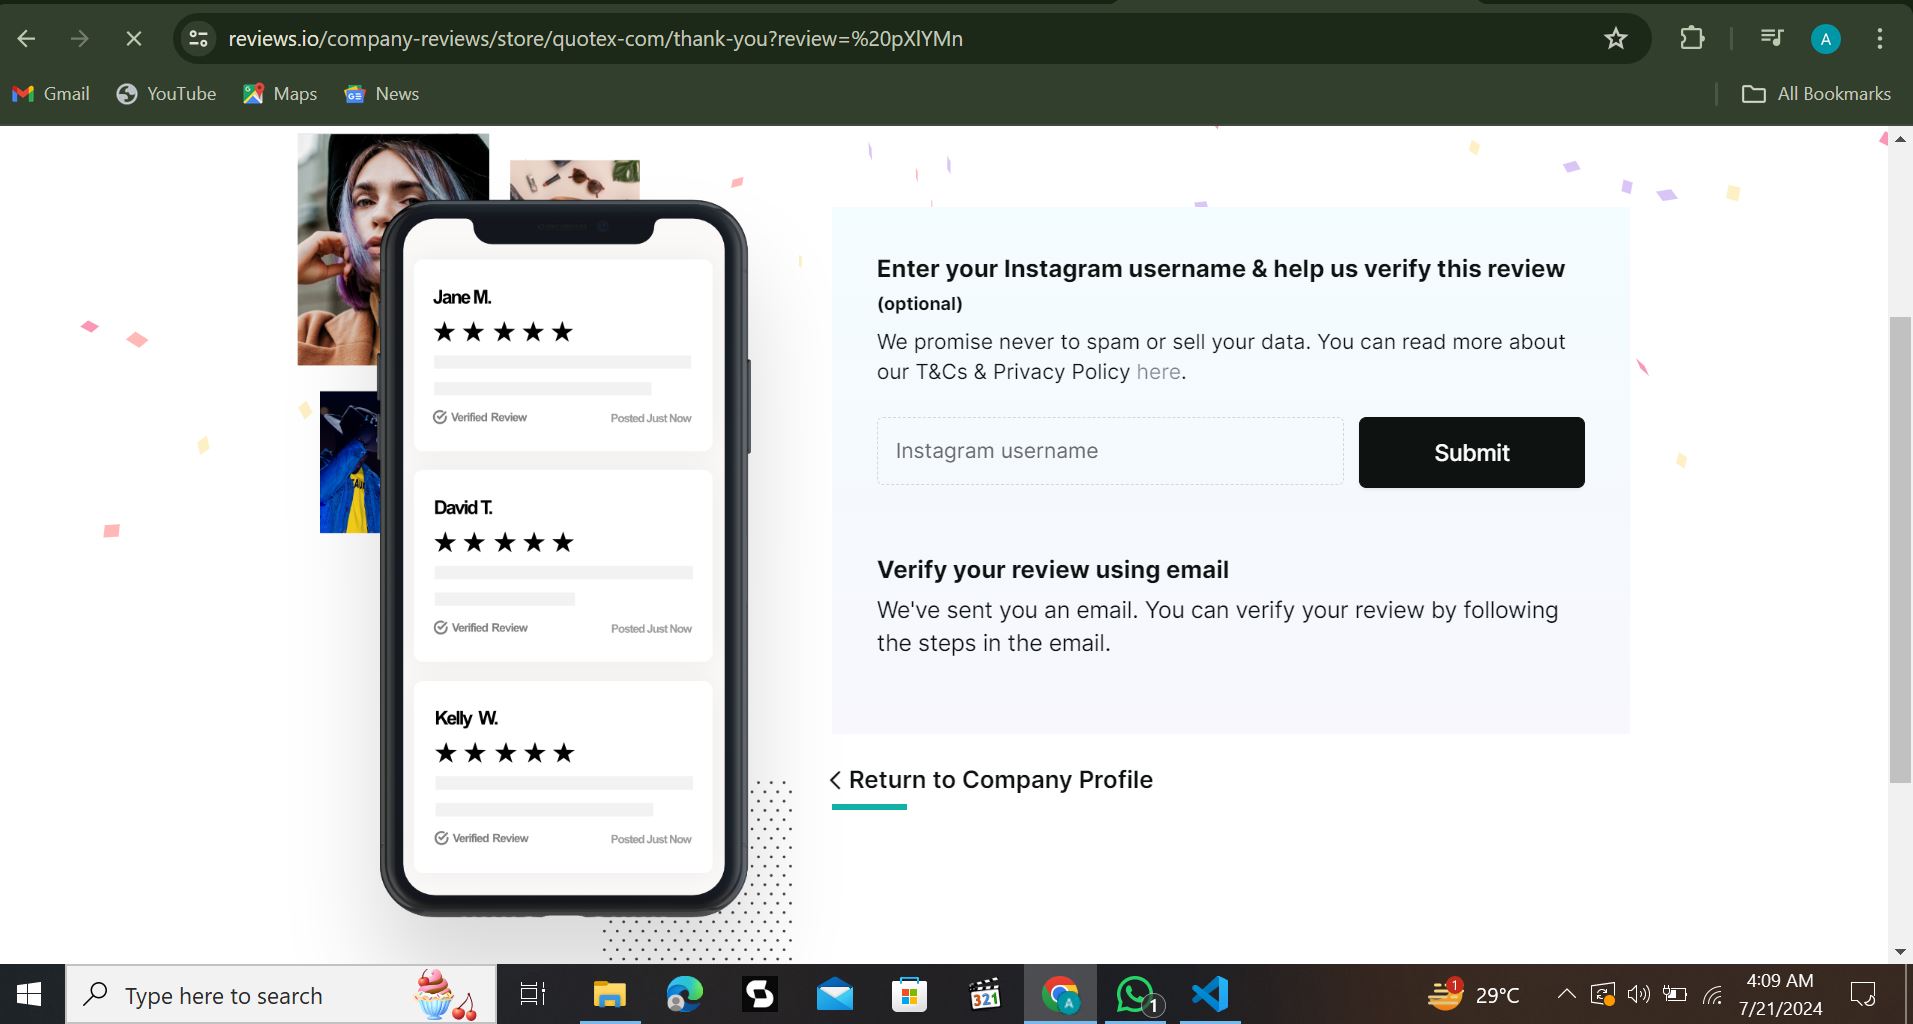 reviews.io/company-reviews/store/quotex-com/thank-you?review=%20pXlYMn
A
Gmail
YouTube
Maps
News
All Bookmarks
Jane M.
Verified Review
Posted Just Now
David T.
Verified Review
Posted Just Now
Kelly W.
Verified Review
Posted Just Now
Enter your Instagram username & help us verify this review
(optional)
We promise never to spam or sell your data. You can read more about
our T&Cs & Privacy Policy here.
Instagram username
Submit
Verify your review using email
We've sent you an email. You can verify your review by following
the steps in the email.
Return to Company Profile
Type here to search
321
A
1
1
29°C
4:09 AM
7/21/2024